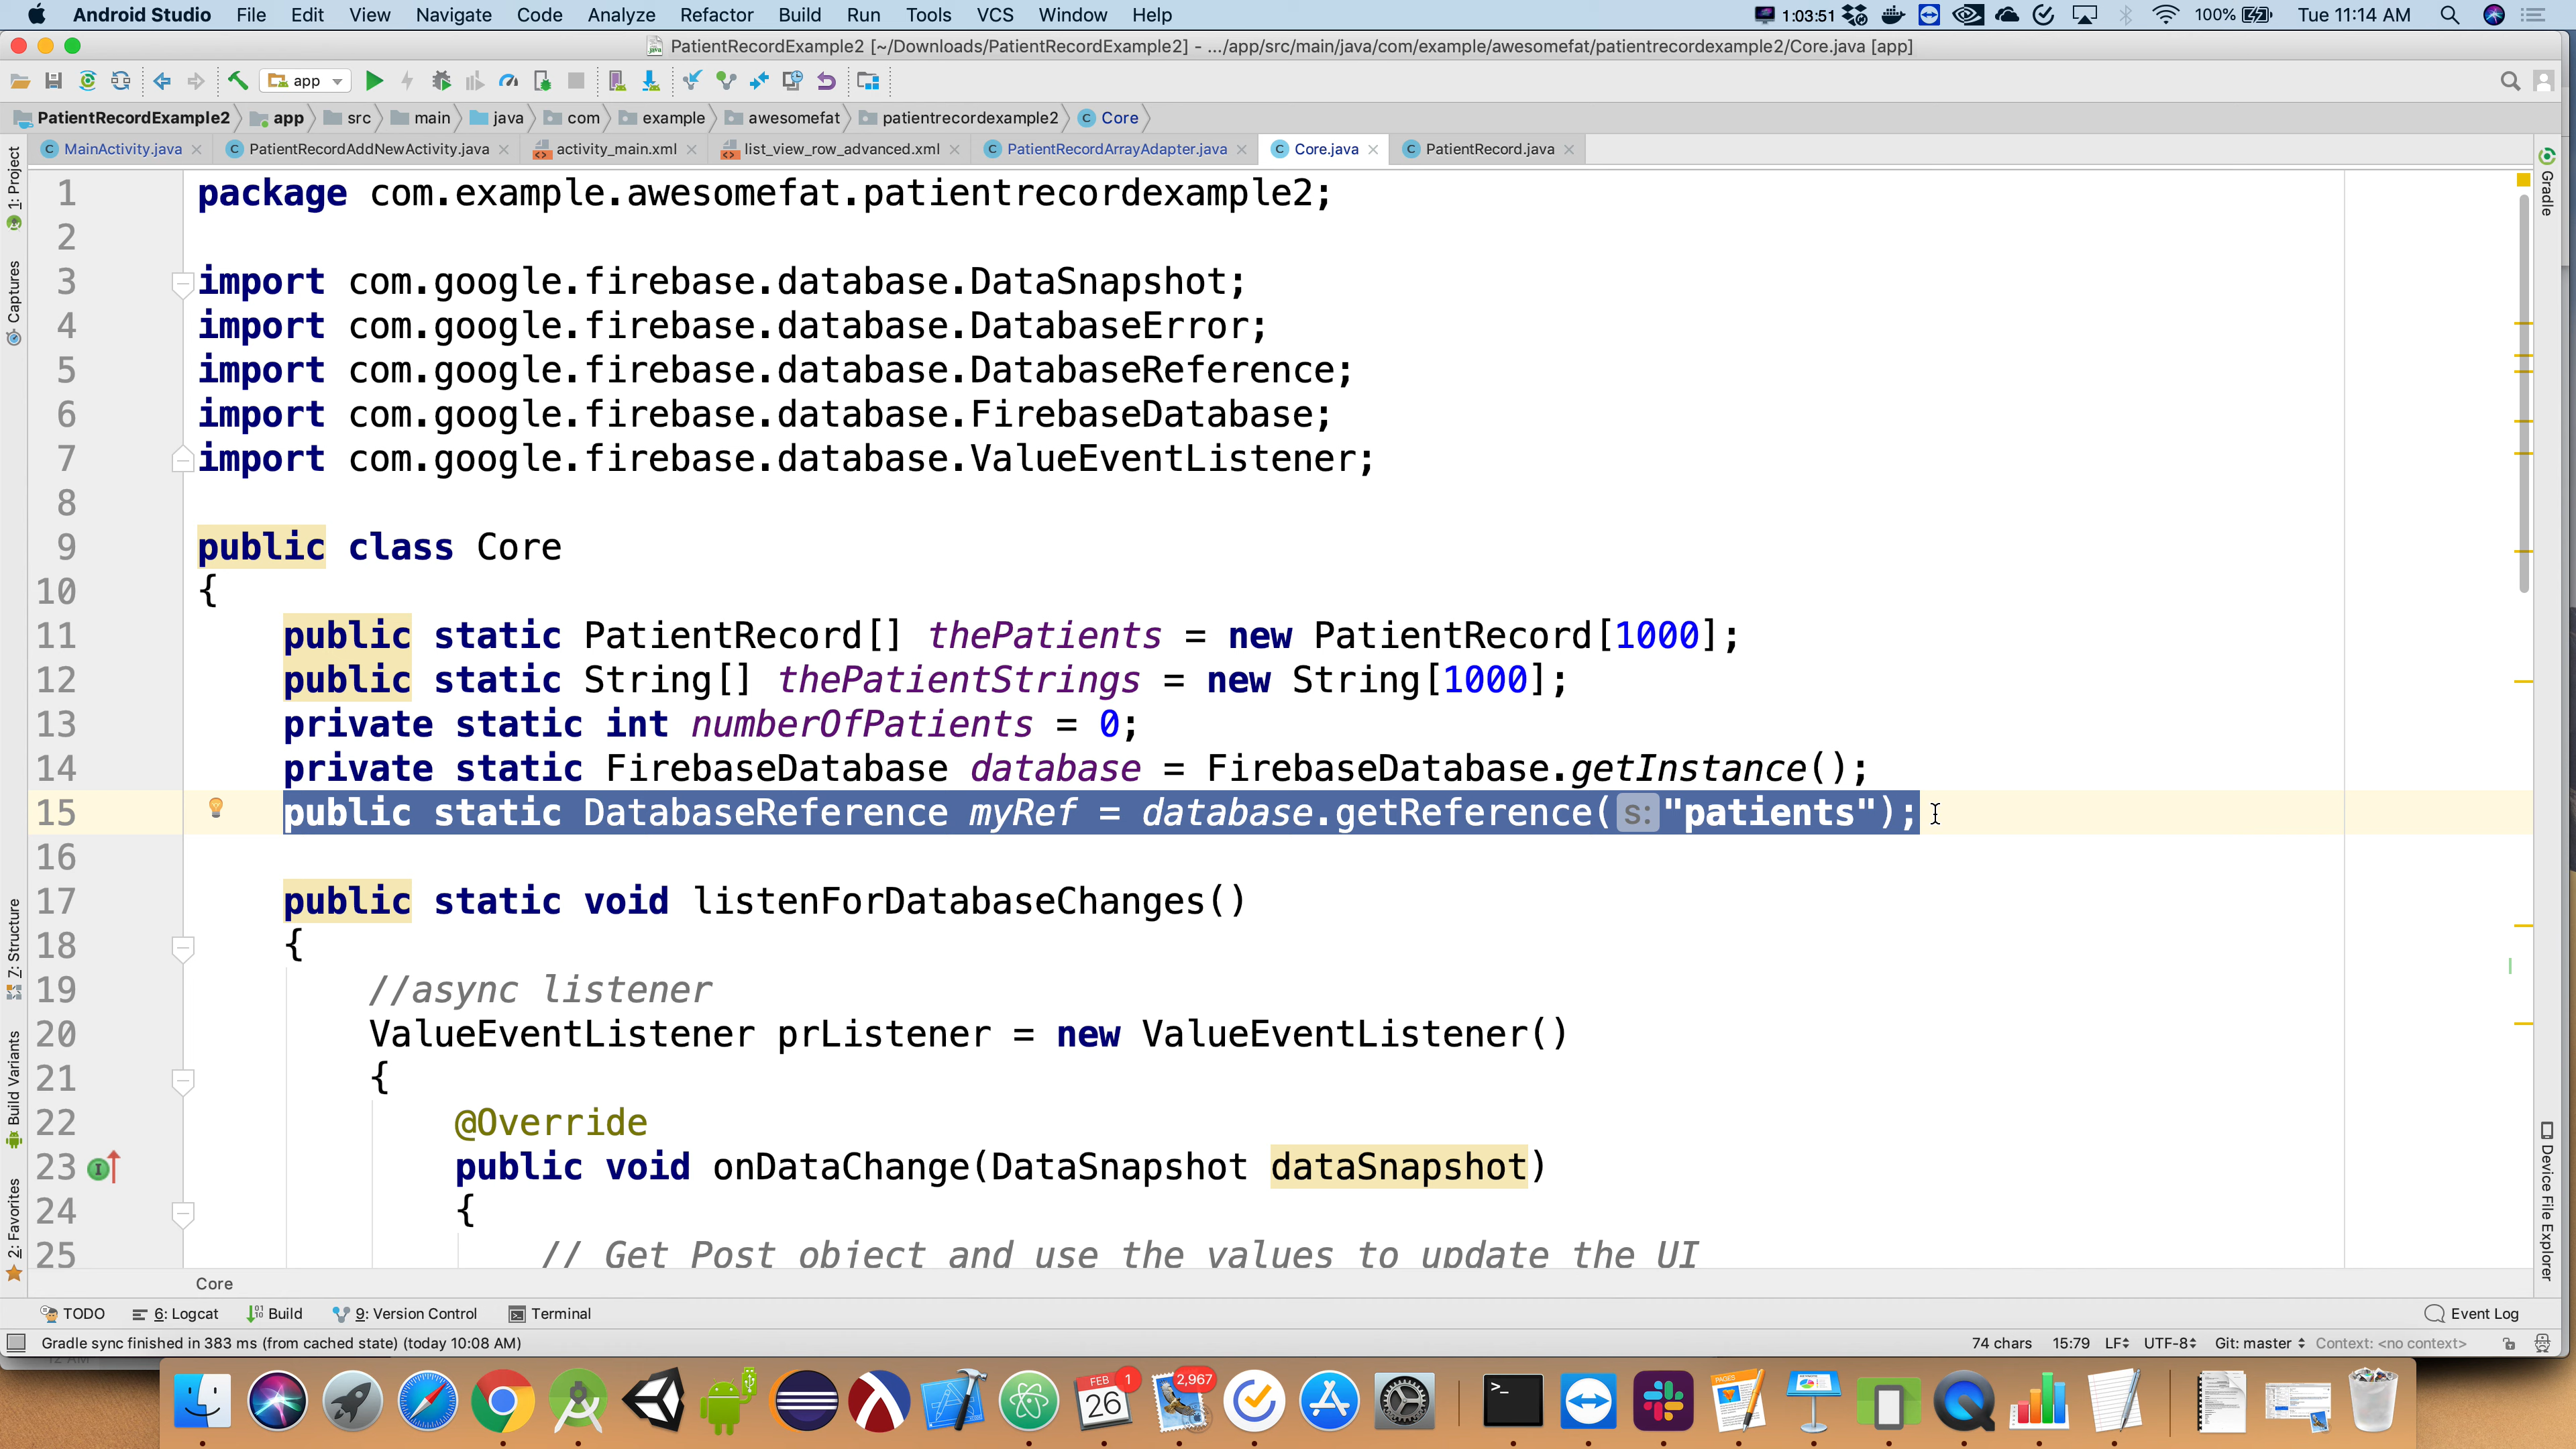 Android Studio File Edit View Navigate Code Analyze Refactor Build Run Tools VCS Window Help 1:03:51 100% Tue 11:14 AM
PatientRecordExample2 [~/Downloads/PatientRecordExample2] - .../app/src/main/java/com/example/awesomefat/patientrecordexample2/Core.java [app]
app
PatientRecordExample2 app src main java com example awesomefat patientrecordexample2 Core
MainActivity.java PatientRecordAddNewActivity.java activity_main.xml list_view_row_advanced.xml PatientRecordArrayAdapter.java Core.java PatientRecord.java
1: Project
Captures
7: Structure
Build Variants
2: Favorites
Gradle
Device File Explorer
1 package com.example.awesomefat.patientrecordexample2;
2
3 import com.google.firebase.database.DataSnapshot;
4 import com.google.firebase.database.DatabaseError;
5 import com.google.firebase.database.DatabaseReference;
6 import com.google.firebase.database.FirebaseDatabase;
7 import com.google.firebase.database.ValueEventListener;
8
9 public class Core
10 {
11 public static PatientRecord[] thePatients = new PatientRecord[1000];
12 public static String[] thePatientStrings = new String[1000];
13 private static int numberOfPatients = 0;
14 private static FirebaseDatabase database = FirebaseDatabase.getInstance();
15 public static DatabaseReference myRef = database.getReference( s: "patients");
16
17 public static void listenForDatabaseChanges()
18 {
19 //async listener
20 ValueEventListener prListener = new ValueEventListener()
21 {
22 @Override
23 public void onDataChange(DataSnapshot dataSnapshot)
24 {
25 // Get Post object and use the values to update the UI
Core
TODO 6: Logcat Build 9: Version Control Terminal Event Log
Gradle sync finished in 383 ms (from cached state) (today 10:08 AM) 74 chars 15:79 LF UTF-8 Git: master Context: <no context>
12 AM
FEB 1
26
2,967
PAGES